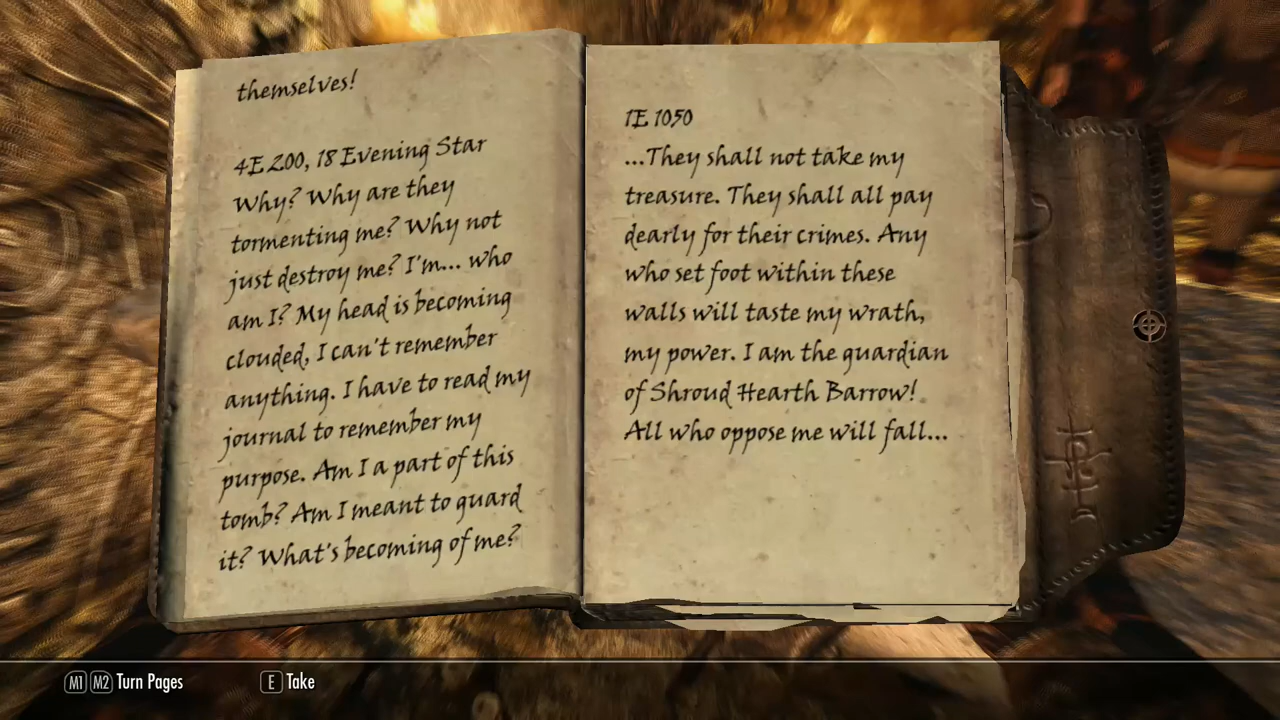 themselves!
4E 200, 18 Evening Star
Why? Why are they
tormenting me? Why not
just destroy me? I'm... who
am I? My head is becoming
clouded, I can't remember
anything. I have to read my
journal to remember my
purpose. Am I a part of this
tomb? Am I meant to guard
it? What's becoming of me?
1E 1050
...They shall not take my
treasure. They shall all pay
dearly for their crimes. Any
who set foot within these
walls will taste my wrath,
my power. I am the guardian
of Shroud Hearth Barrow!
All who oppose me will fall...
M1 M2 Turn Pages
E Take